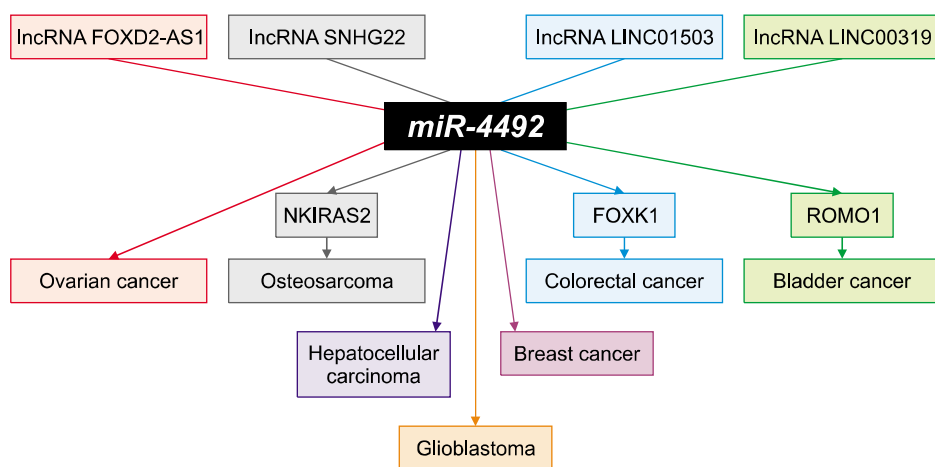 lncRNA FOXD2-AS1
lncRNA SNHG22
lncRNA LINC01503
lncRNA LINC00319
miR-4492
NKIRAS2
FOXK1
ROMO1
Ovarian cancer
Osteosarcoma
Colorectal cancer
Bladder cancer
Hepatocellular
carcinoma
Breast cancer
Glioblastoma